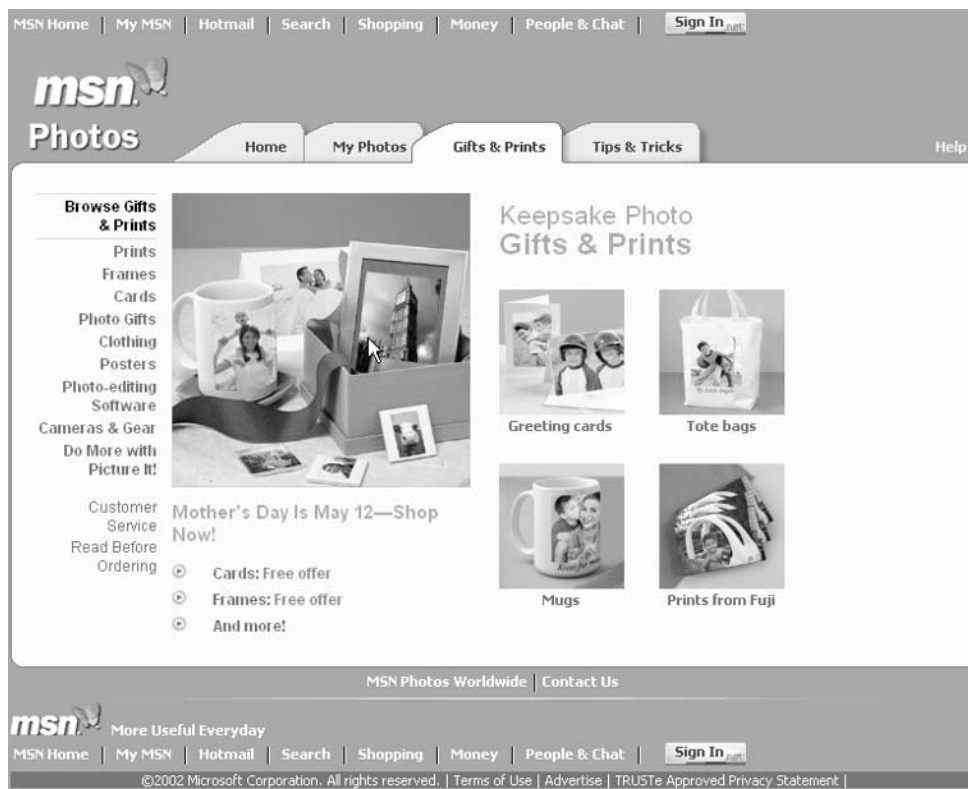 MSN Home | My MSN | Hotmail | Search | Shopping | Money | People & Chat | Sign In .net
msn
Photos
Home My Photos Gifts & Prints Tips & Tricks Help
Browse Gifts
& Prints
Prints
Frames
Cards
Photo Gifts
Clothing
Posters
Photo-editing
Software
Cameras & Gear
Do More with
Picture It!
Customer
Service
Read Before
Ordering
Mother's Day Is May 12—Shop
Now!
Cards: Free offer
Frames: Free offer
And more!
Keepsake Photo
Gifts & Prints
Greeting cards
Tote bags
Mugs
Prints from Fuji
MSN Photos Worldwide | Contact Us
msn More Useful Everyday
MSN Home | My MSN | Hotmail | Search | Shopping | Money | People & Chat | Sign In .net
©2002 Microsoft Corporation. All rights reserved. | Terms of Use | Advertise | TRUSTe Approved Privacy Statement |